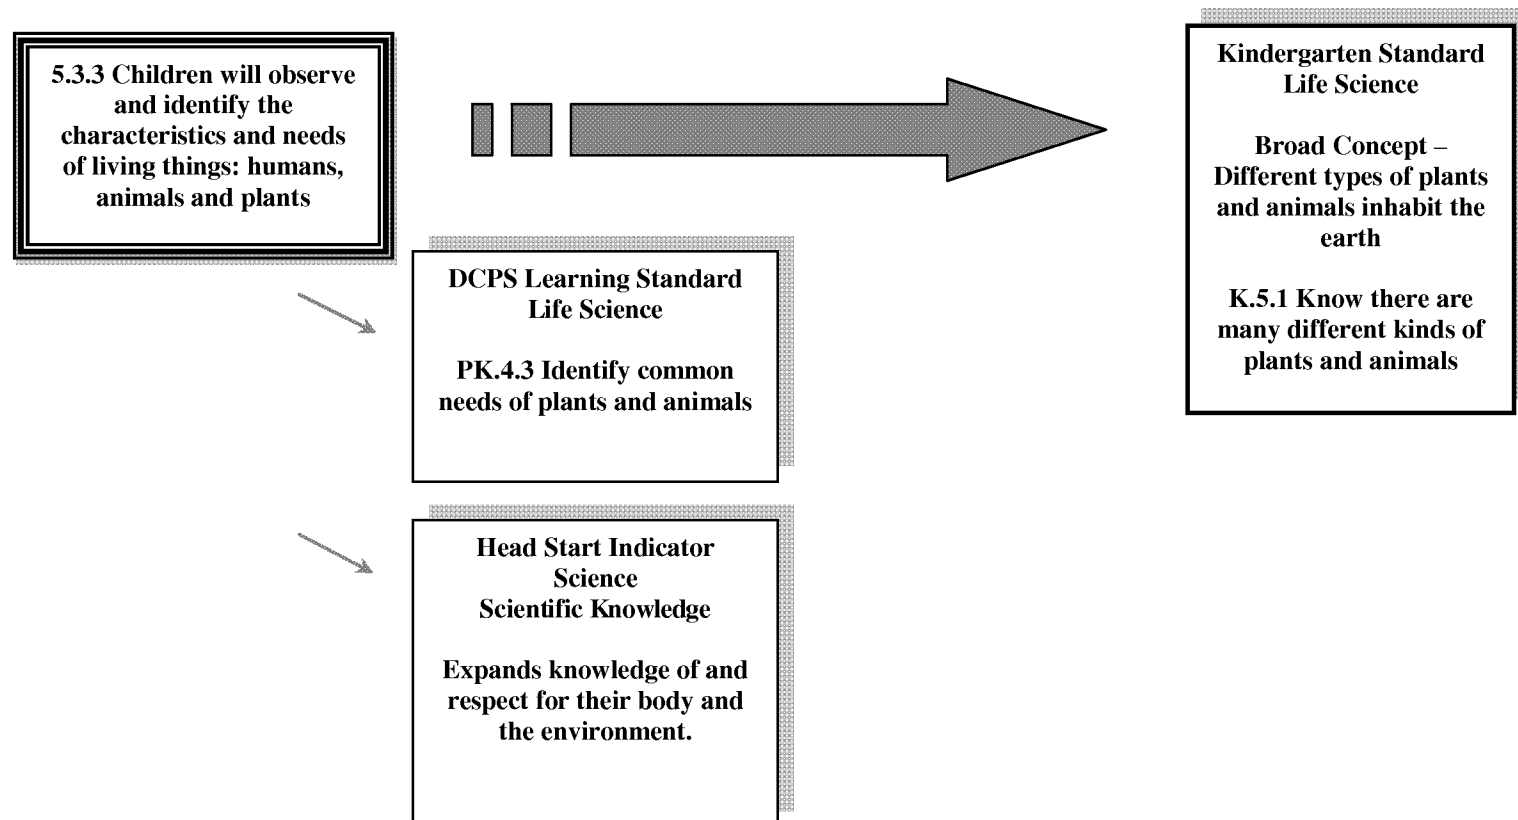 5.3.3 Children will observe
and identify the
characteristics and needs
of living things: humans,
animals and plants
DCPS Learning Standard
Life Science
PK.4.3 Identify common
needs of plants and animals
Head Start Indicator
Science
Scientific Knowledge
Expands knowledge of and
respect for their body and
the environment.
Kindergarten Standard
Life Science
Broad Concept –
Different types of plants
and animals inhabit the
earth
K.5.1 Know there are
many different kinds of
plants and animals